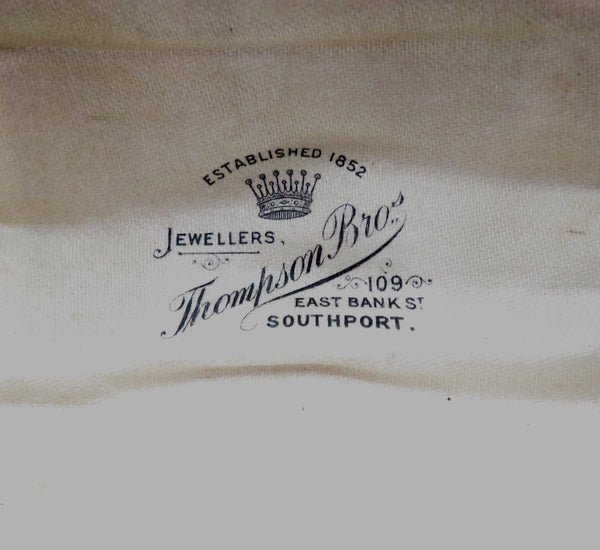 ESTABLISHED 1852
JEWELLERS,
Thompson Bros.
109
EAST BANK ST
SOUTHPORT.